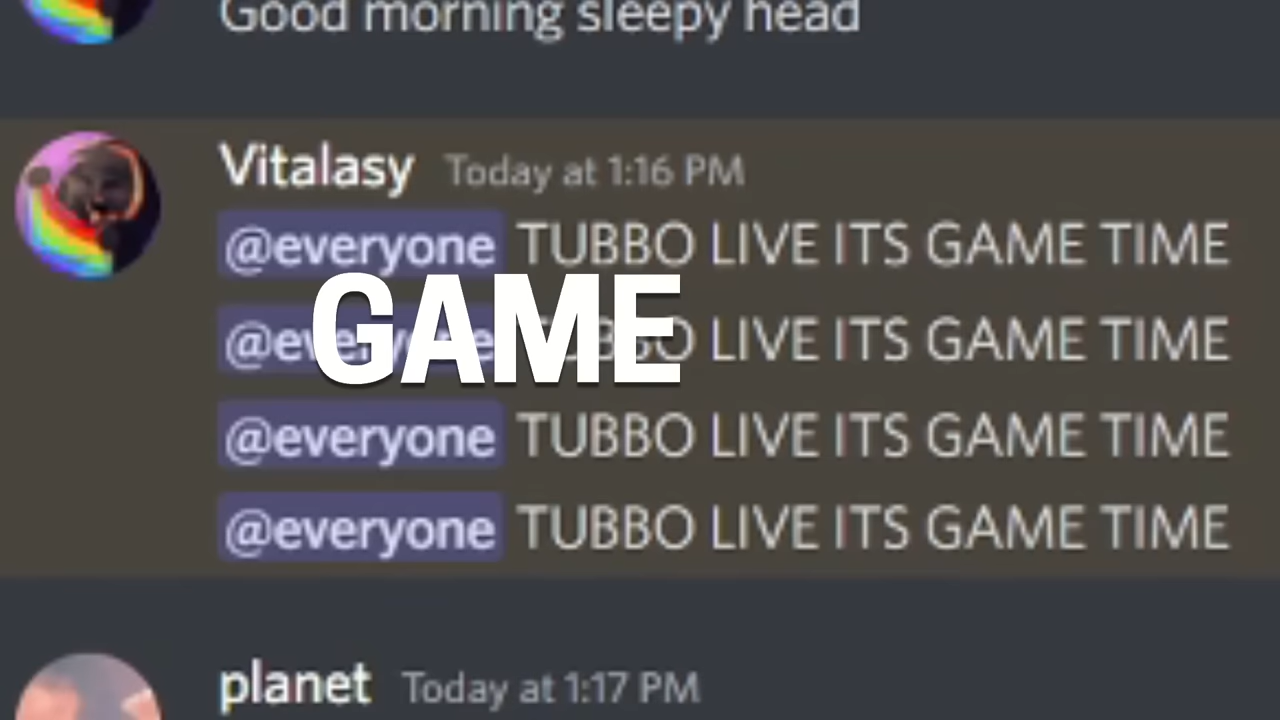 Good morning sleepy head
Vitalasy Today at 1:16 PM
@everyone TUBBO LIVE ITS GAME TIME
GAME
@everyone TUBBO LIVE ITS GAME TIME
@everyone TUBBO LIVE ITS GAME TIME
@everyone TUBBO LIVE ITS GAME TIME
planet Today at 1:17 PM